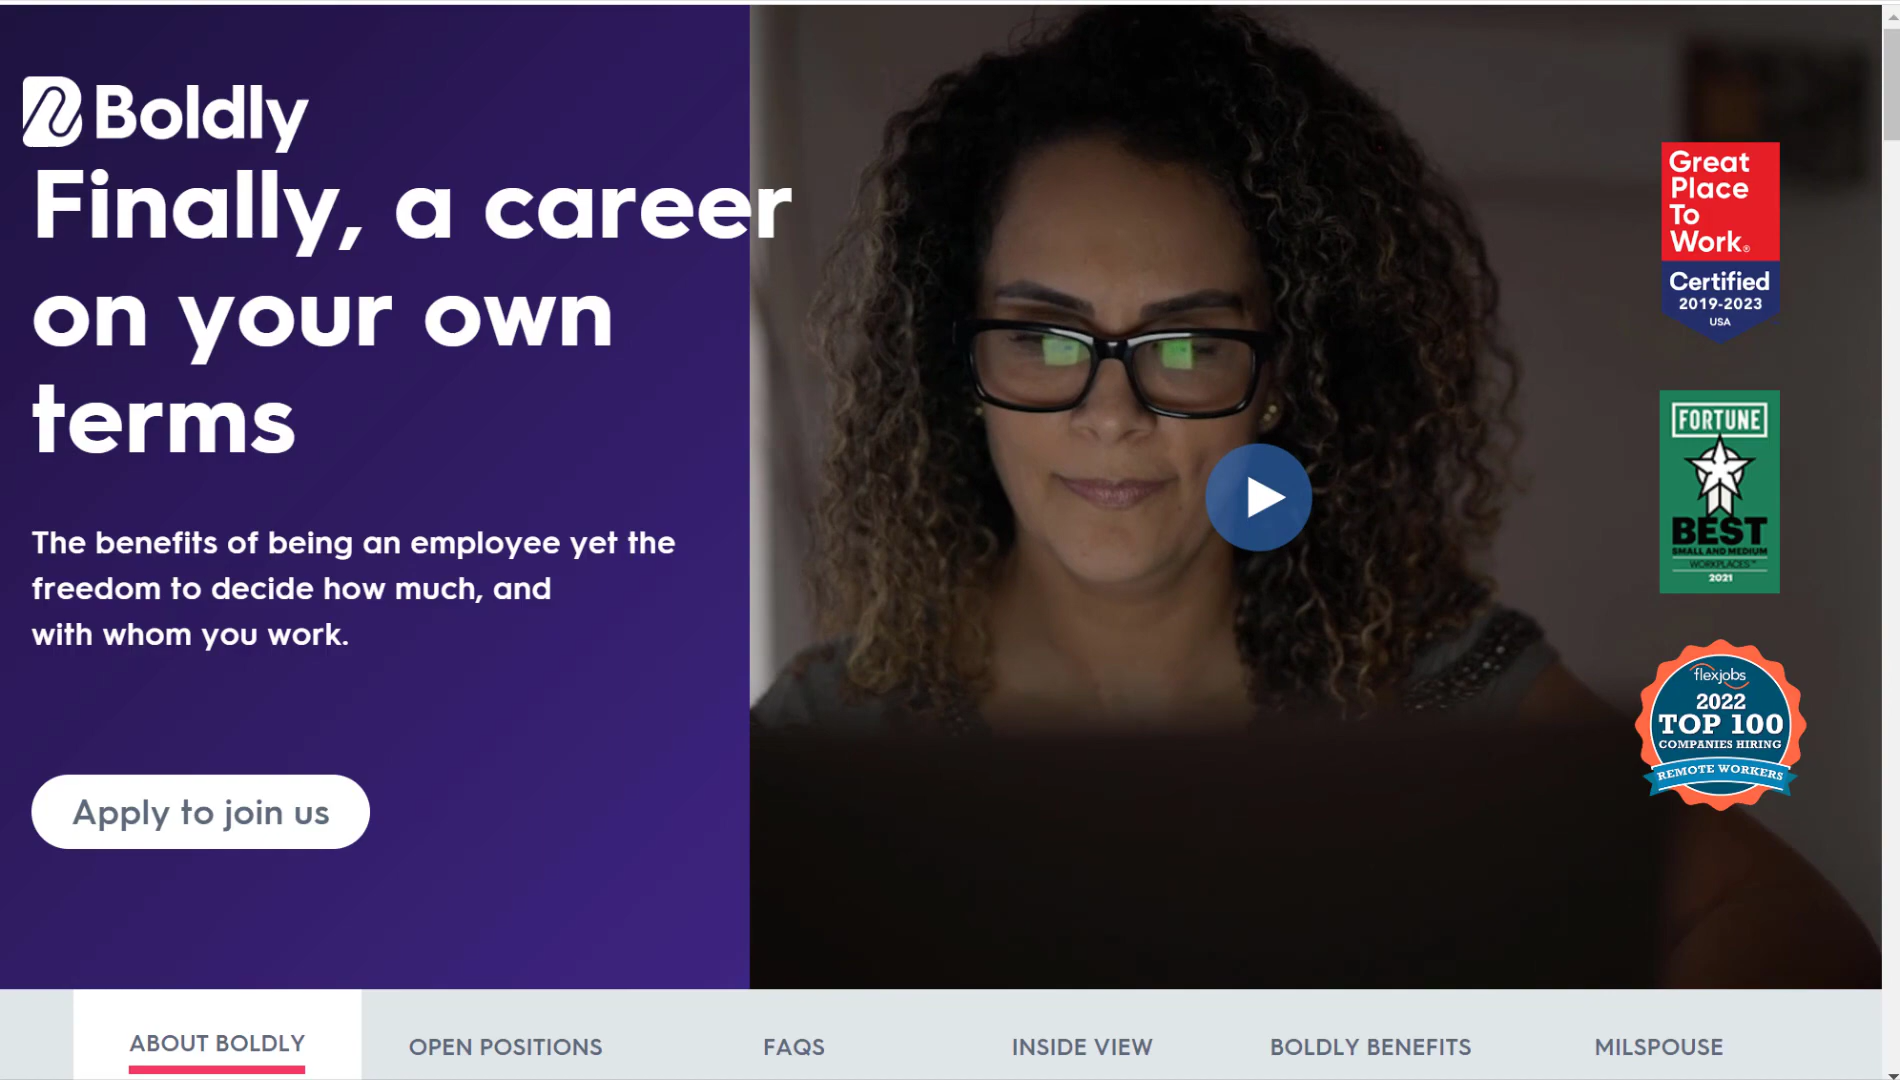 Boldly
Finally, a career
on your own
terms
The benefits of being an employee yet the
freedom to decide how much, and
with whom you work.
Apply to join us
Great
Place
To
Work®
Certified
2019-2023
USA
FORTUNE
BEST
SMALL AND MEDIUM
WORKPLACES™
2021
flexjobs
2022
TOP 100
COMPANIES HIRING
REMOTE WORKERS
ABOUT BOLDLY
OPEN POSITIONS
FAQS
INSIDE VIEW
BOLDLY BENEFITS
MILSPOUSE